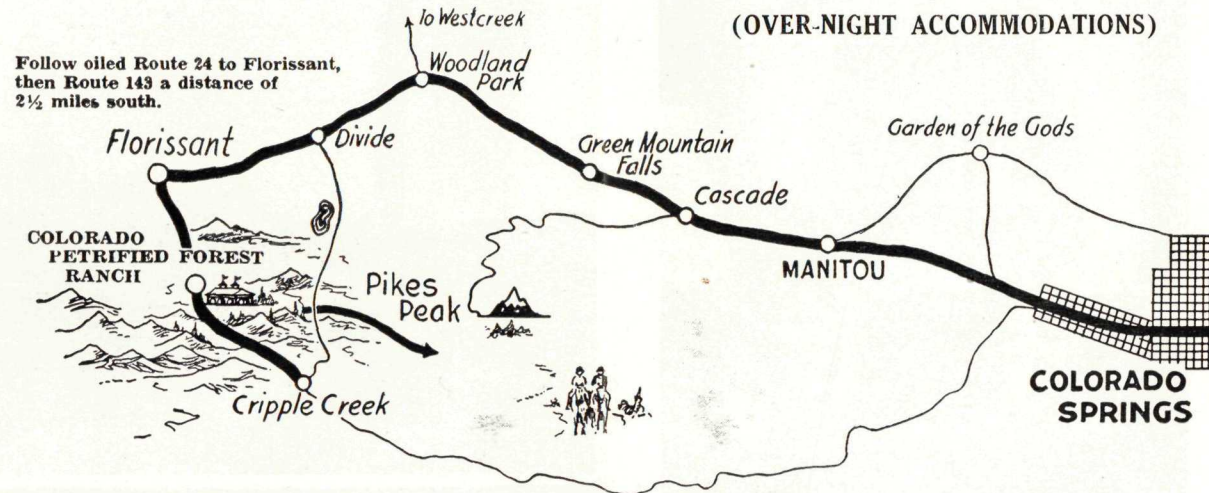 To Westcreek
(OVER-NIGHT ACCOMMODATIONS)
Follow oiled Route 24 to Florissant,
then Route 143 a distance of
2½ miles south.
Woodland
Park
Florissant
Divide
Green Mountain
Falls
Garden of the Gods
Cascade
COLORADO
PETRIFIED FOREST
RANCH
MANITOU
Pikes
Peak
Cripple Creek
COLORADO
SPRINGS